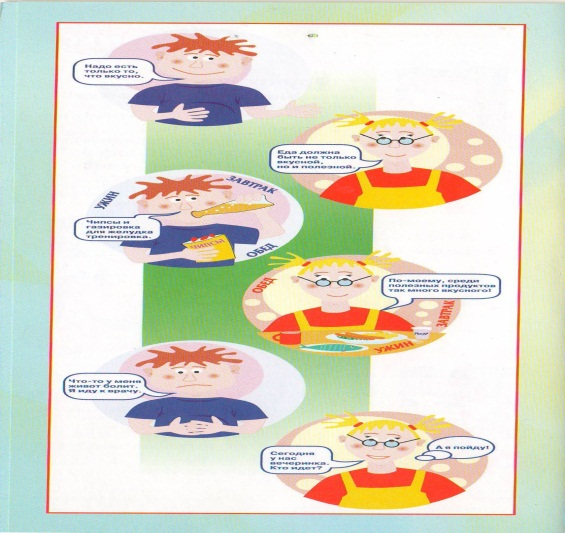 Надо есть
только то,
что вкусно.
Еда должна
быть не только
вкусной,
но и полезной.
УЖИН
ЗАВТРАК
ОБЕД
Чипсы и
газировка
для желудка
тренировка.
ЧИПСЫ
ОБЕД
ЗАВТРАК
УЖИН
По-моему, среди
полезных продуктов
так много вкусного!
Что-то у меня
живот болит.
Я иду к врачу.
Сегодня
у нас
вечеринка.
Кто идет?
А я пойду!